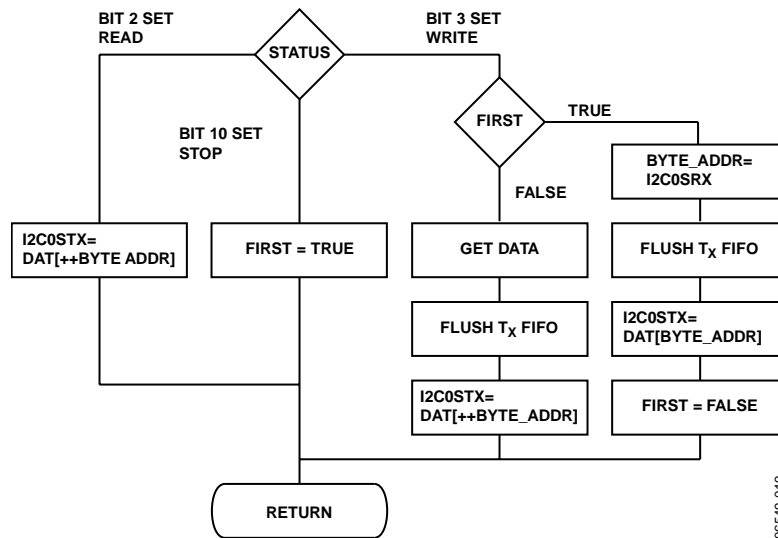 BIT 2 SET
READ
STATUS
BIT 3 SET
WRITE
BIT 10 SET
STOP
FIRST
TRUE
FALSE
BYTE_ADDR=
I2C0SRX
I2C0STX=
DAT[++BYTE ADDR]
FIRST = TRUE
GET DATA
FLUSH TX FIFO
FLUSH TX FIFO
I2C0STX=
DAT[BYTE_ADDR]
I2C0STX=
DAT[++BYTE_ADDR]
FIRST = FALSE
RETURN